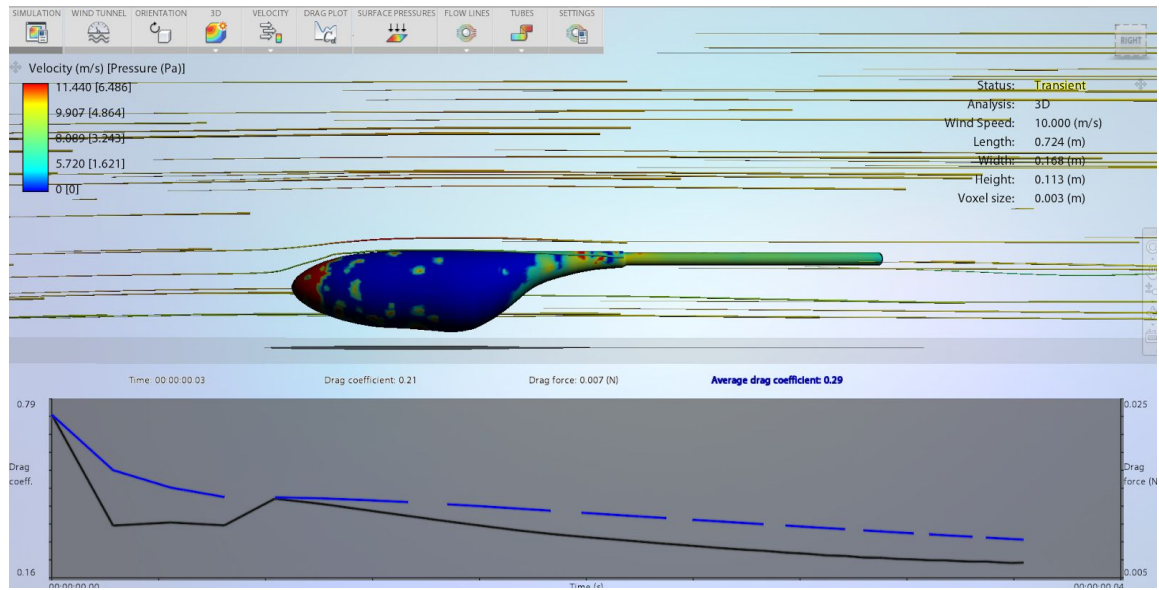 SIMULATION WIND TUNNEL ORIENTATION 3D VELOCITY DRAG PLOT SURFACE PRESSURES FLOW LINES TUBES SETTINGS
RIGHT
Velocity (m/s) [Pressure (Pa)]
11.440 [6.486]
9.907 [4.864]
8.089 [3.243]
5.720 [1.621]
0 [0]
Status: Transient
Analysis: 3D
Wind Speed: 10.000 (m/s)
Length: 0.724 (m)
Width: 0.168 (m)
Height: 0.113 (m)
Voxel size: 0.003 (m)
Time: 00:00:00.03 Drag coefficient: 0.21 Drag force: 0.007 (N) Average drag coefficient: 0.29
0.79 0.025
Drag Drag
coeff. force (N
0.16 0.005
00:00:00.00 Time (s) 00:00:00.04